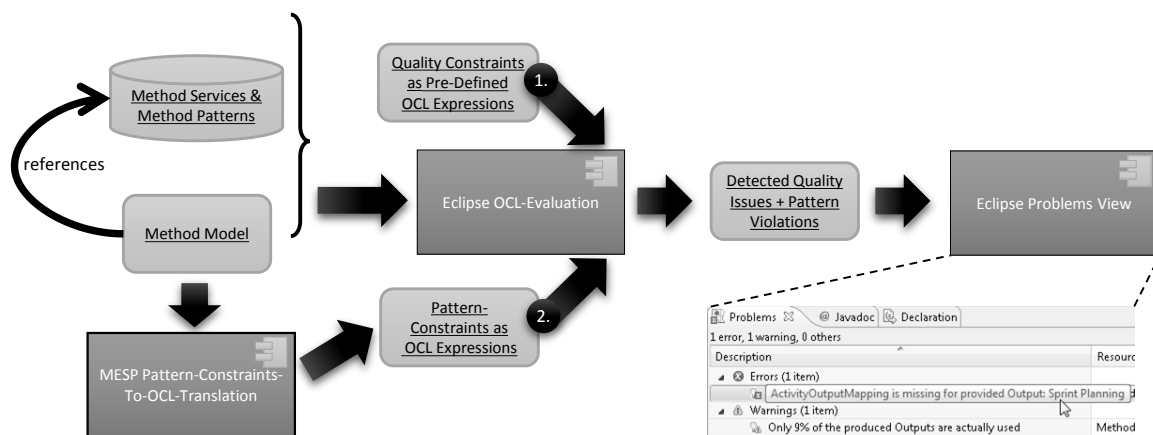 Method Services &
Method Patterns
references
Method Model
MESP Pattern-Constraints-
To-OCL-Translation
Quality Constraints
as Pre-Defined
OCL Expressions
1.
Eclipse OCL-Evaluation
Pattern-
Constraints as
OCL Expressions
2.
Detected Quality
Issues + Pattern
Violations
Eclipse Problems View
Problems @ Javadoc Declaration
1 error, 1 warning, 0 others
Description Resourc
Errors (1 item)
ActivityOutputMapping is missing for provided Output: Sprint Planning
Warnings (1 item)
Only 9% of the produced Outputs are actually used Method